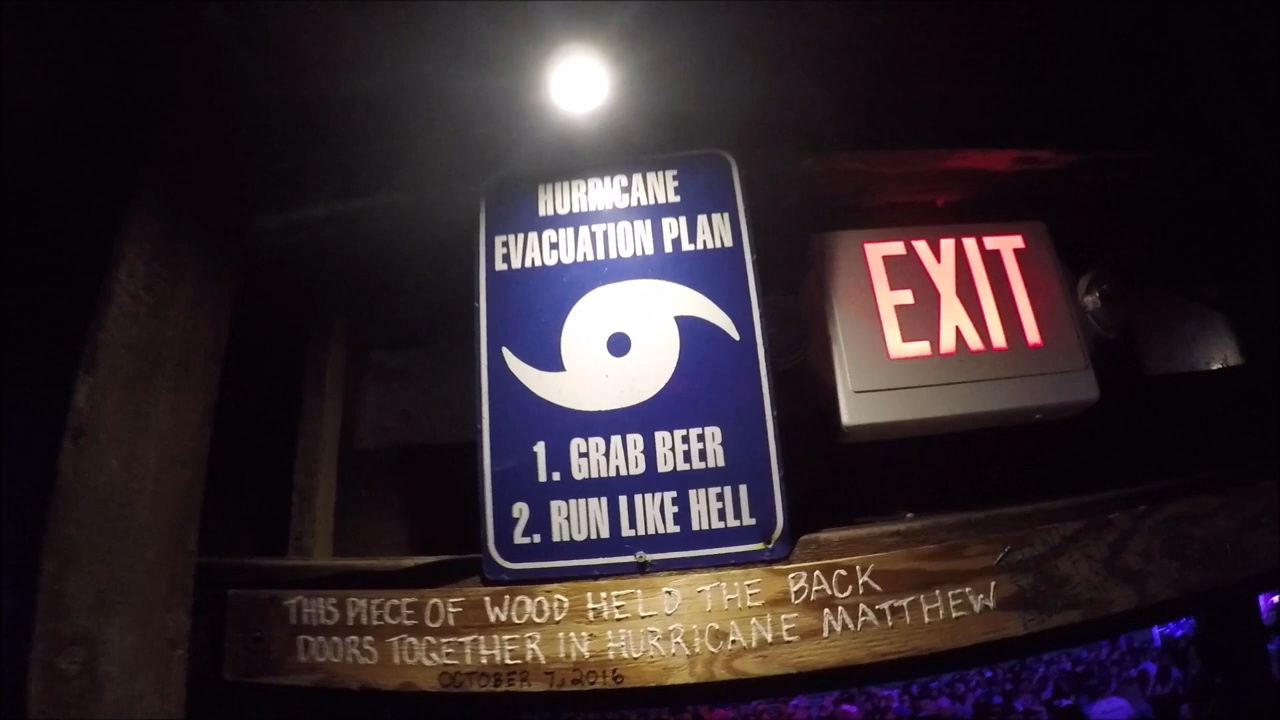 HURRICANE
EVACUATION PLAN
1. GRAB BEER
2. RUN LIKE HELL
EXIT
THIS PIECE OF WOOD HELD THE BACK
DOORS TOGETHER IN HURRICANE MATTHEW
OCTOBER 7, 2016